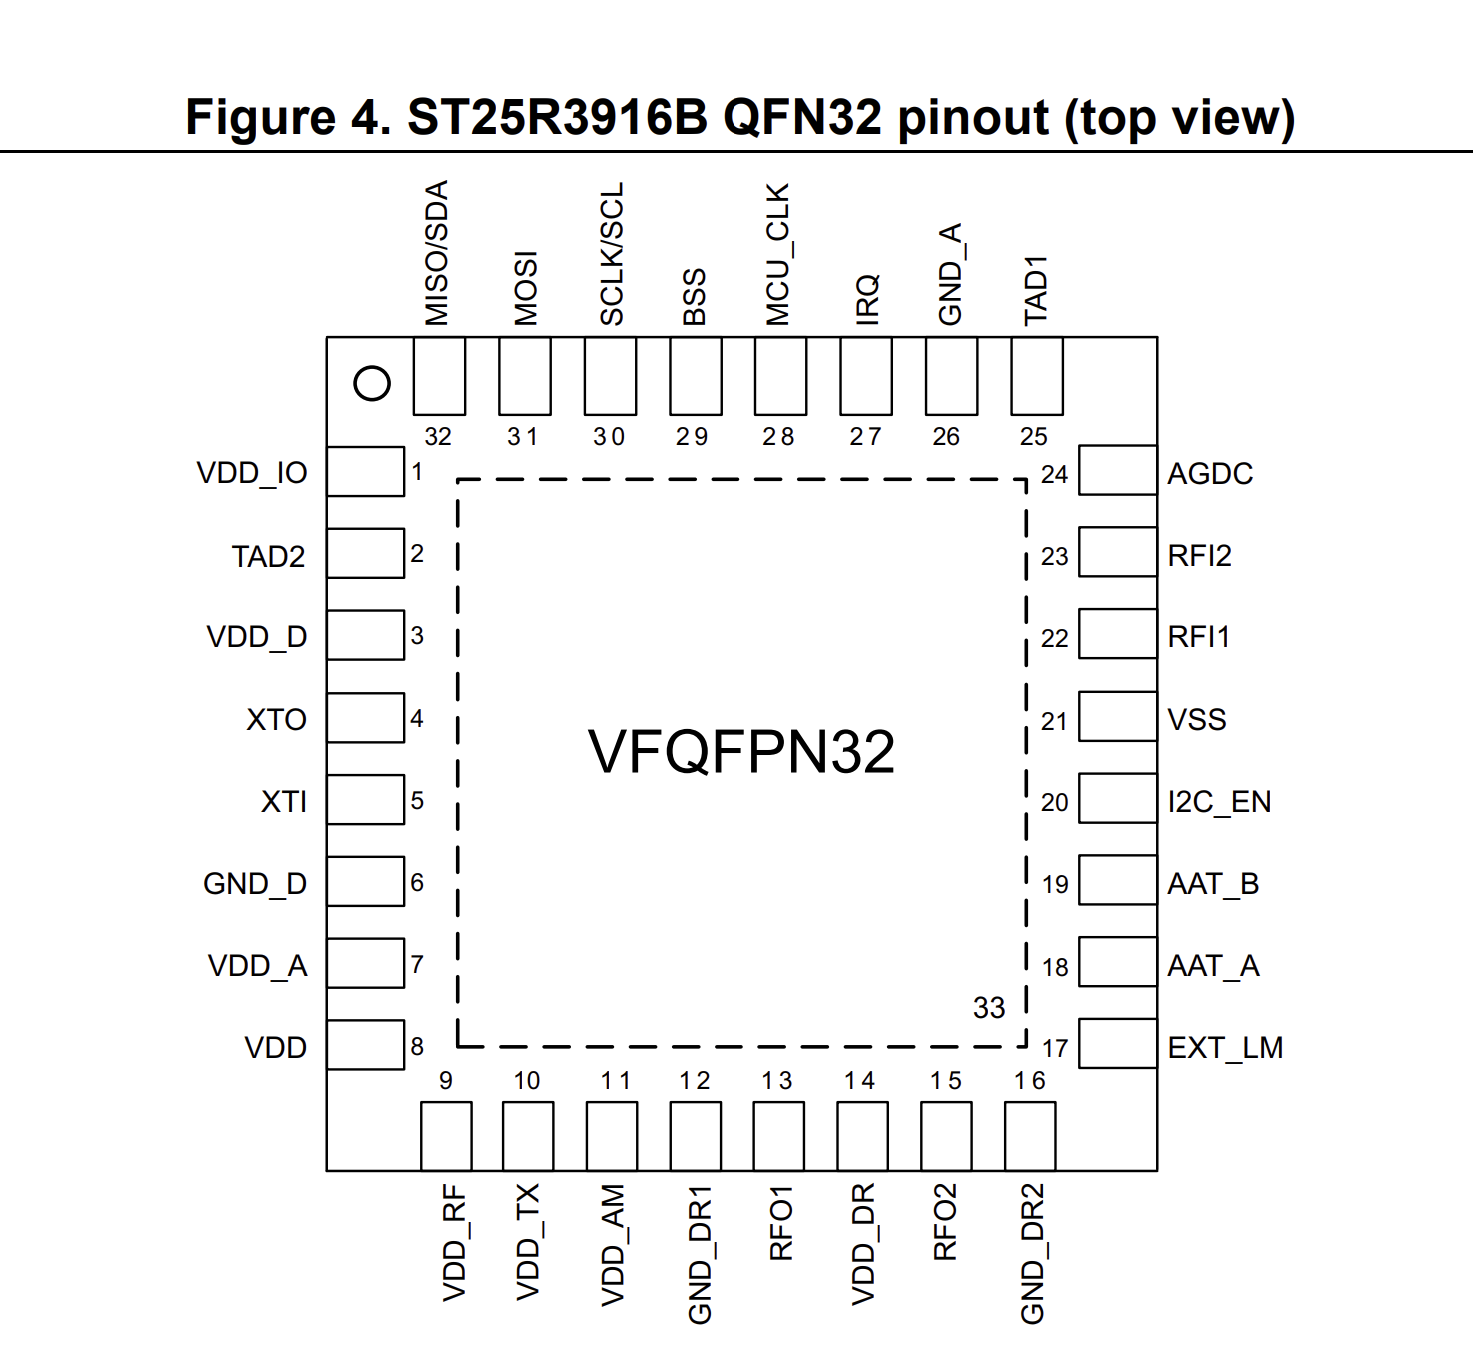 Figure 4. ST25R3916B QFN32 pinout (top view)
MISO/SDA
MOSI
SCLK/SCL
BSS
MCU_CLK
IRQ
GND_A
TAD1
32 31 30 29 28 27 26 25
VDD_IO 1
TAD2 2
VDD_D 3
XTO 4
XTI 5
GND_D 6
VDD_A 7
VDD 8
VFQFPN32
33
24 AGDC
23 RFI2
22 RFI1
21 VSS
20 I2C_EN
19 AAT_B
18 AAT_A
17 EXT_LM
9 10 11 12 13 14 15 16
VDD_RF
VDD_TX
VDD_AM
GND_DR1
RFO1
VDD_DR
RFO2
GND_DR2